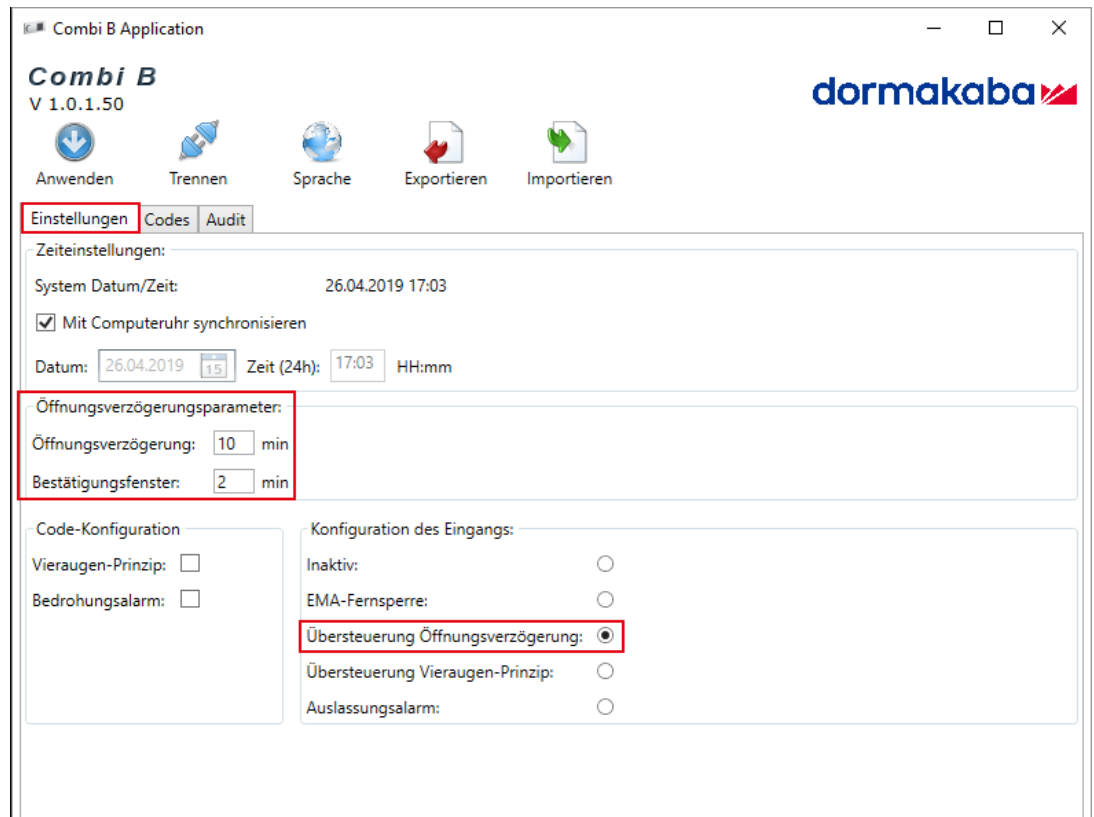 Combi B Application
Combi B
V 1.0.1.50
dormakaba
Anwenden Trennen Sprache Exportieren Importieren
Einstellungen Codes Audit
Zeiteinstellungen:
System Datum/Zeit: 26.04.2019 17:03
Mit Computeruhr synchronisieren
Datum: 26.04.2019 15 Zeit (24h): 17:03 HH:mm
Öffnungsverzögerungsparameter:
Öffnungsverzögerung: 10 min
Bestätigungsfenster: 2 min
Code-Konfiguration
Vieraugen-Prinzip:
Bedrohungsalarm:
Konfiguration des Eingangs:
Inaktiv:
EMA-Fernsperre:
Übersteuerung Öffnungsverzögerung:
Übersteuerung Vieraugen-Prinzip:
Auslassungsalarm: